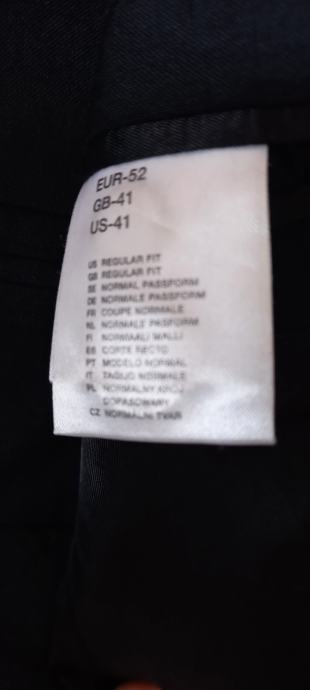 EUR-52
GB-41
US-41
US REGULAR FIT
GB REGULAR FIT
SE NORMAL PASSFORM
DE NORMALE PASSFORM
FR COUPE NORMALE
NL NORMALE PASFORM
FI NORMAALI MALLI
ES CORTE RECTO
PT MODELO NORMAL
IT TAGLIO NORMALE
PL NORMALNY KRÓJ
DOPASOWANY
CZ NORMÁLNÍ TVAR